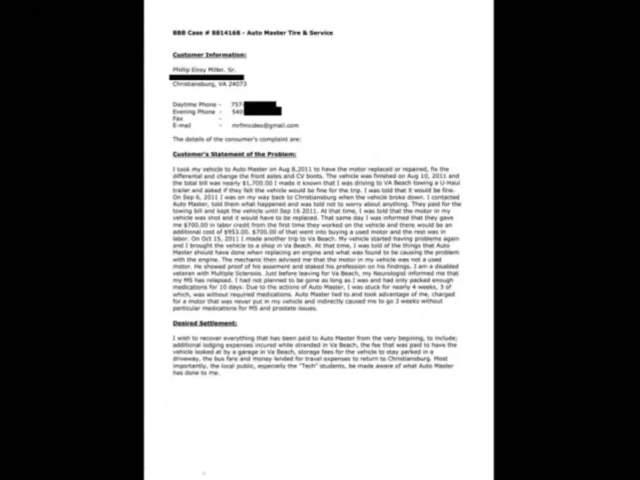 BBB Case # 8814168 - Auto Master Tire & Service
Customer Information:
Phillip Elroy Miller, Sr.
Christiansburg, VA 24073
Daytime Phone - 757-
Evening Phone - 540-
Fax -
E-mail - mrfixvideo@gmail.com
The details of the consumer's complaint are:
Customer's Statement of the Problem:
I took my vehicle to Auto Master on Aug 8,2011 to have the motor replaced or repaired, fix the
differential and change the front axles and CV boots. The vehicle was finished on Aug 10, 2011 and
the total bill was nearly $1,700.00 I made it known that I was driving to VA Beach towing a U-Haul
trailer and asked if they felt the vehicle would be fine for the trip. I was told that it would be fine.
On Sep 6, 2011 I was on my way back to Christiansburg when the vehicle broke down. I contacted
Auto Master, told them what happened and was told not to worry about anything. They paid for the
towing bill and kept the vehicle until Sep 16 2011. At that time, I was told that the motor in my
vehicle was shot and it would have to be replaced. That same day I was informed that they gave
me $700.00 in labor credit from the first time they worked on the vehicle and there would be an
additional cost of $953.00. $700.00 of that went into buying a used motor and the rest was in
labor. On Oct 15, 2011 I made another trip to Va Beach. My vehicle started having problems again
and I brought the vehicle to a shop in Va Beach. At that time, I was told of the things that Auto
Master should have done when replacing an engine and what was found to be causing the problem
with the engine. The mechanic then advised me that the motor in my vehicle was not a used
motor. He showed proof of his assement and staked his profession on his findings. I am a disabled
veteran with Multiple Sclerosis. Just before leaving for Va Beach, my Neurologist informed me that
my MS has relapsed. I had not planned to be gone as long as I was and had only packed enough
medications for 10 days. Due to the actions of Auto Master, I was stuck for nearly 4 weeks, 3 of
which, was without required medications. Auto Master lied to and took advantage of me, charged
for a motor that was never put in my vehicle and indirectly caused me to go 3 weeks without
particular medications for MS and prostate issues.
Desired Settlement:
I wish to recover everything that has been paid to Auto Master from the very begining, to include;
additional lodging expenses incured while stranded in Va Beach, the fee that was paid to have the
vehicle looked at by a garage in Va Beach, storage fees for the vehicle to stay parked in a
driveway, the bus fare and money lended for travel expenses to return to Christiansburg. Most
importantly, the local public, especially the "Tech" students, be made aware of what Auto Master
has done to me.